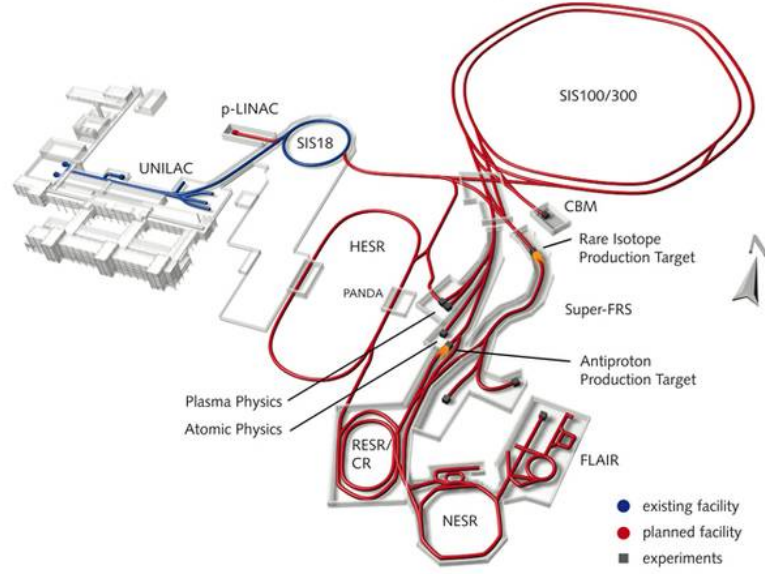 SIS100/300
p-LINAC
SIS18
UNILAC
CBM
HESR
Rare Isotope
Production Target
N
PANDA
Super-FRS
Antiproton
Production Target
Plasma Physics
Atomic Physics
RESR/
CR
FLAIR
NESR
existing facility
planned facility
experiments